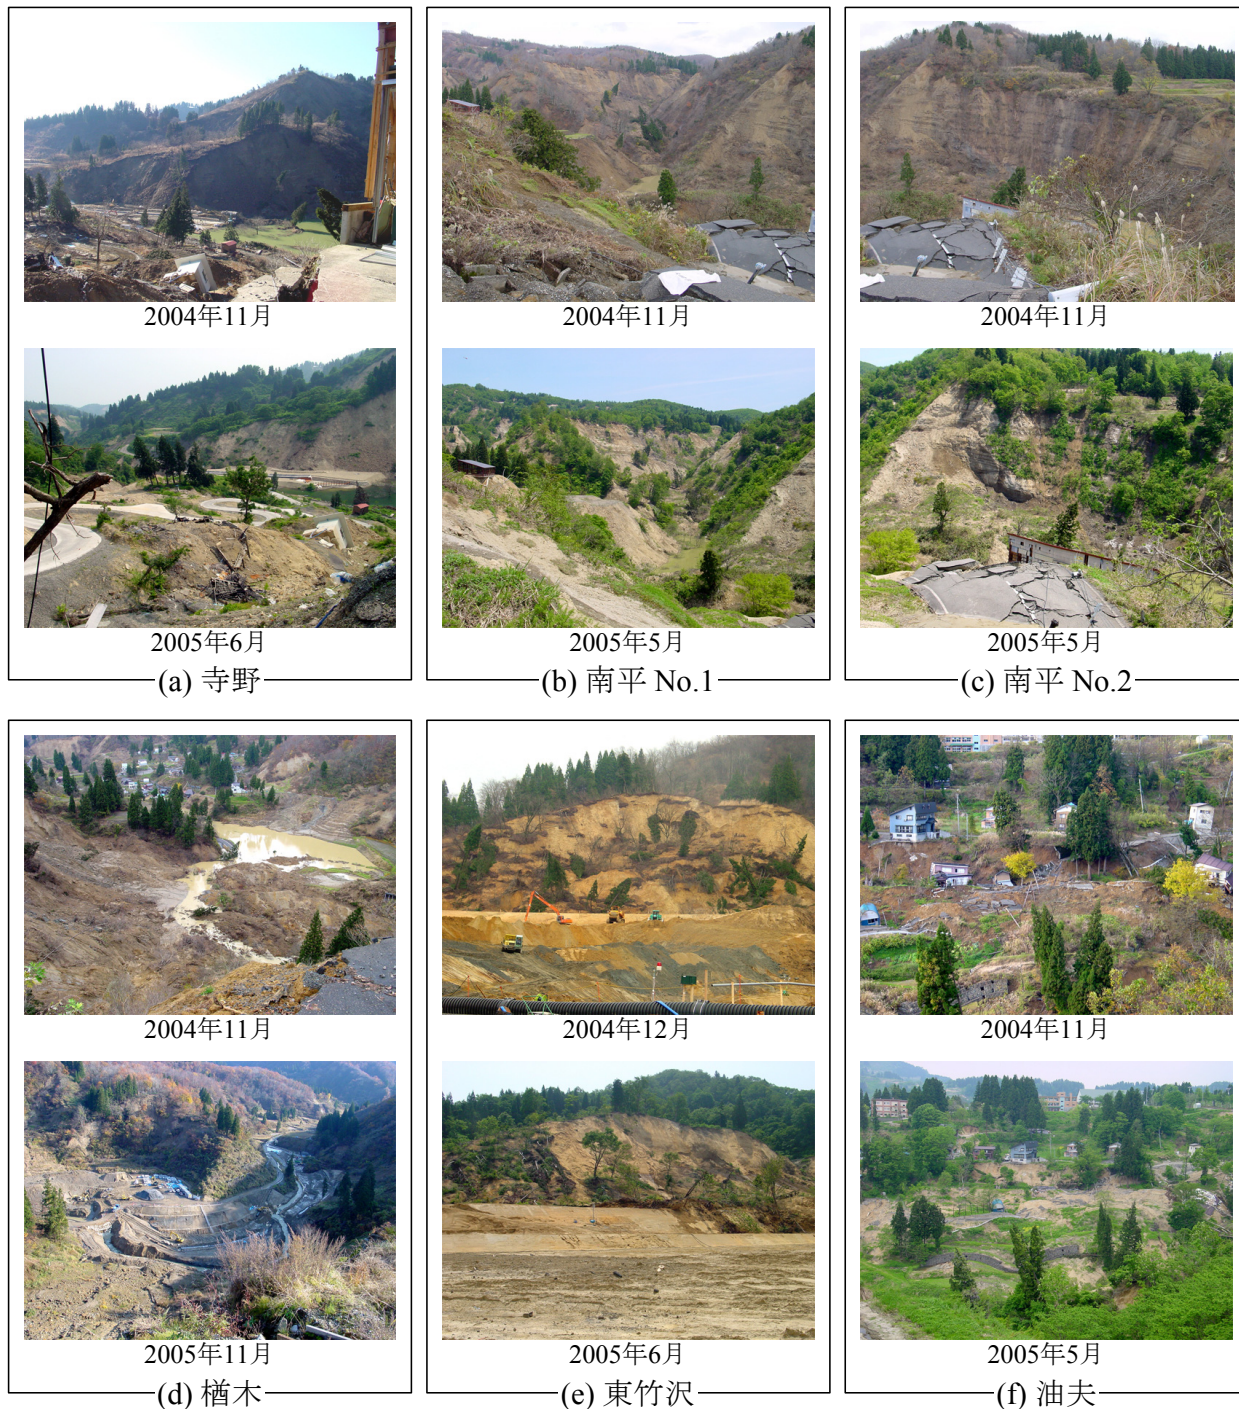 2004年11月
2005年6月
(a) 寺野
2004年11月
2005年5月
(b) 南平 No.1
2004年11月
2005年5月
(c) 南平 No.2
2004年11月
2005年11月
(d) 楢木
2004年12月
2005年6月
(e) 東竹沢
2004年11月
2005年5月
(f) 油夫